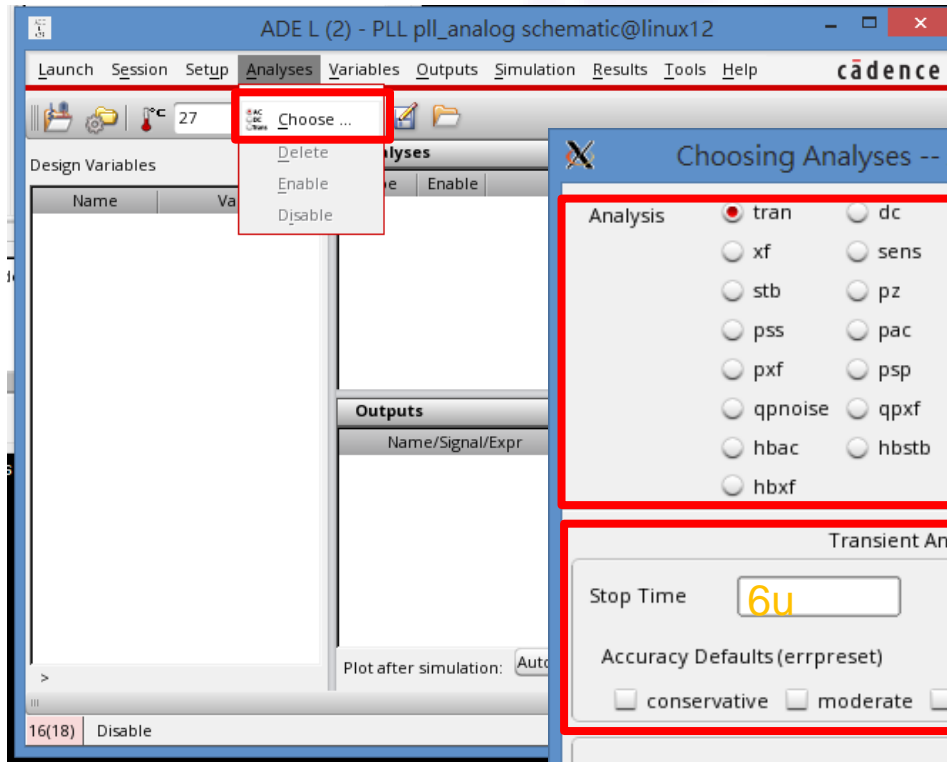 ADE L (2) - PLL pll_analog schematic@linux12
Launch Session Setup Analyses Variables Outputs Simulation Results Tools Help cādence
°C 27
Choose ...
Delete
Enable
Disable
Design Variables
Name
lyses
Enable
Outputs
Name/Signal/Expr
Plot after simulation: Auto
>
16(18) Disable
Choosing Analyses --
Analysis tran dc
xf sens
stb pz
pss pac
pxf psp
qpnoise qpxf
hbac hbstb
hbxf
Transient An
Stop Time 6u
Accuracy Defaults (errpreset)
conservative moderate